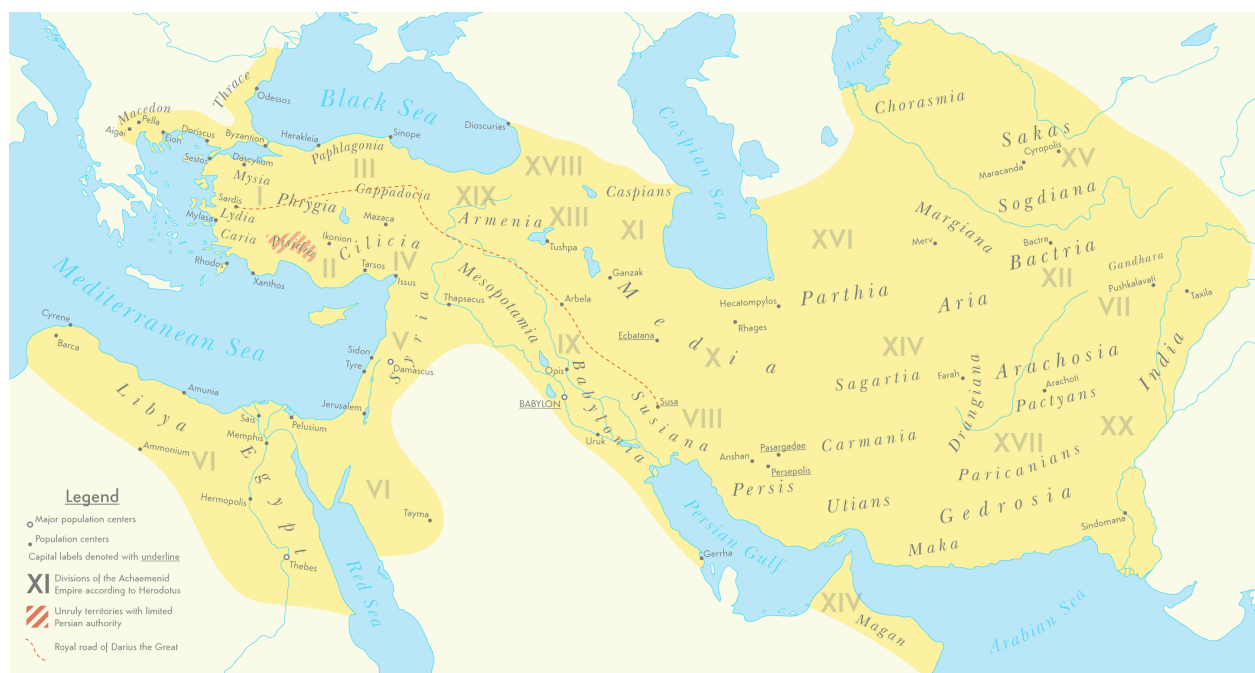 Thrace
Odessos
Black Sea
Dioscurias
Aral Sea
Chorasmia
Sakas
Cyropolis
XV
Maracanda
Sogdiana
Macedon
Pella
Aigai
Eion
Doriscus
Byzantion
Herakleia
Sinope
Sestos
Dascylion
Paphlagonia
Caspian Sea
Mysia
III
XVIII
I
Phrygia
Gappadocia
XIX
Caspians
Sardis
Lydia
Mylasa
Mazaca
Armenia
XIII
XI
XVI
Margiana
Merv
Bactra
Bactria
Caria
Pisidia
Ikonion
Cilicia
Tushpa
Gandhara
XII
Rhodos
Xanthos
II
Tarsos
IV
Issus
Mesopotamia
Ganzak
Media
Pushkalavati
Taxila
VII
Mediterranean Sea
Thapsacus
Arbela
Hecatompylos
Parthia
Aria
Rhages
Cyrene
Barca
Syria
V
Sidon
Damascus
Tyre
IX
Ecbatana
X
XIV
Arachosia
India
Opis
Babylonia
Sagartia
Farah
Drangiana
Aracholi
Pactyans
Libya
Amunia
Jerusalem
BABYLON
Susa
Susiana
VIII
Sais
Pelusium
Memphis
Uruk
Carmania
XVII
XX
Ammonium
VI
Egypt
Anshan
Pasargadae
Persepolis
Paricanians
Hermopolis
VI
Tayma
Persis
Utians
Gedrosia
Sindomana
Persian Gulf
Maka
Gerrha
Thebes
Red Sea
XIV
Magan
Arabian Sea
Legend
Major population centers
Population centers
Capital labels denoted with underline
XI
Divisions of the Achaemenid
Empire according to Herodotus
Unruly territories with limited
Persian authority
Royal road of Darius the Great